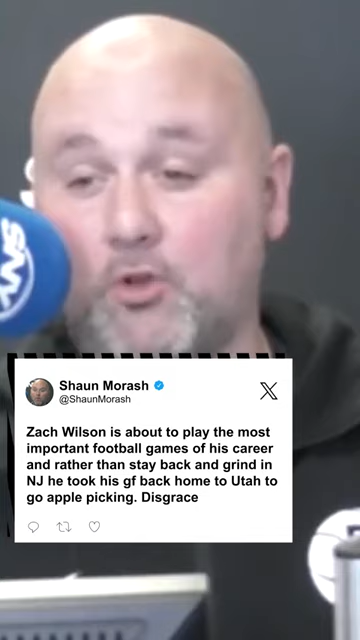 ANS
Shaun Morash
@ShaunMorash
Zach Wilson is about to play the most
important football games of his career
and rather than stay back and grind in
NJ he took his gf back home to Utah to
go apple picking. Disgrace